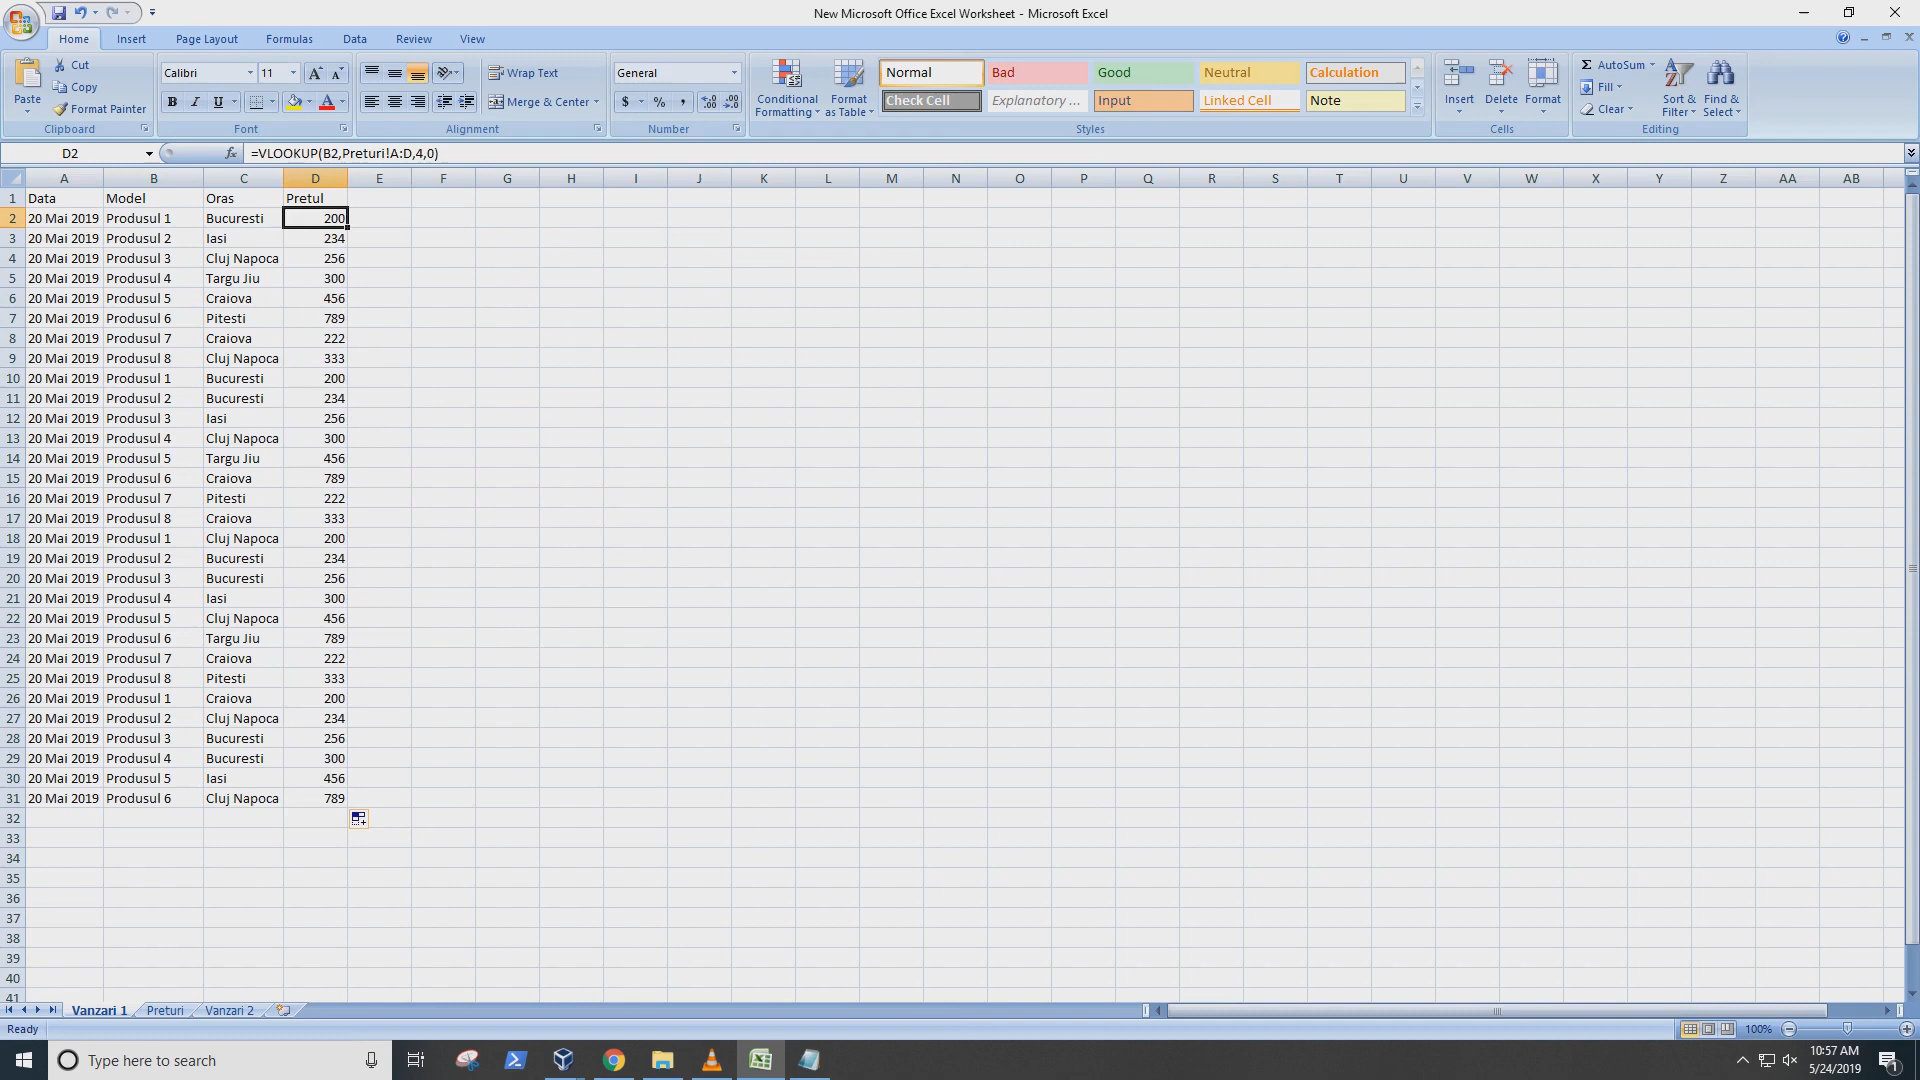 New Microsoft Office Excel Worksheet - Microsoft Excel
Home Insert Page Layout Formulas Data Review View
Paste Cut Copy Format Painter
Clipboard
Calibri 11
B I U
Font
Wrap Text
Merge & Center
Alignment
General
$ % ,
Number
Conditional Formatting Format as Table
Normal Bad Good Neutral Calculation
Check Cell Explanatory ... Input Linked Cell Note
Styles
Insert Delete Format
Cells
Σ AutoSum Fill Clear
Sort & Filter Find & Select
Editing
D2 fx =VLOOKUP(B2,Preturi!A:D,4,0)
A B C D E F G H I J K L M N O P Q R S T U V W X Y Z AA AB
1 Data Model Oras Pretul
2 20 Mai 2019 Produsul 1 Bucuresti 200
3 20 Mai 2019 Produsul 2 Iasi 234
4 20 Mai 2019 Produsul 3 Cluj Napoca 256
5 20 Mai 2019 Produsul 4 Targu Jiu 300
6 20 Mai 2019 Produsul 5 Craiova 456
7 20 Mai 2019 Produsul 6 Pitesti 789
8 20 Mai 2019 Produsul 7 Craiova 222
9 20 Mai 2019 Produsul 8 Cluj Napoca 333
10 20 Mai 2019 Produsul 1 Bucuresti 200
11 20 Mai 2019 Produsul 2 Bucuresti 234
12 20 Mai 2019 Produsul 3 Iasi 256
13 20 Mai 2019 Produsul 4 Cluj Napoca 300
14 20 Mai 2019 Produsul 5 Targu Jiu 456
15 20 Mai 2019 Produsul 6 Craiova 789
16 20 Mai 2019 Produsul 7 Pitesti 222
17 20 Mai 2019 Produsul 8 Craiova 333
18 20 Mai 2019 Produsul 1 Cluj Napoca 200
19 20 Mai 2019 Produsul 2 Bucuresti 234
20 20 Mai 2019 Produsul 3 Bucuresti 256
21 20 Mai 2019 Produsul 4 Iasi 300
22 20 Mai 2019 Produsul 5 Cluj Napoca 456
23 20 Mai 2019 Produsul 6 Targu Jiu 789
24 20 Mai 2019 Produsul 7 Craiova 222
25 20 Mai 2019 Produsul 8 Pitesti 333
26 20 Mai 2019 Produsul 1 Craiova 200
27 20 Mai 2019 Produsul 2 Cluj Napoca 234
28 20 Mai 2019 Produsul 3 Bucuresti 256
29 20 Mai 2019 Produsul 4 Bucuresti 300
30 20 Mai 2019 Produsul 5 Iasi 456
31 20 Mai 2019 Produsul 6 Cluj Napoca 789
32
33
34
35
36
37
38
39
40
41
Vanzari 1 Preturi Vanzari 2
Ready 100%
Type here to search
10:57 AM
5/24/2019
1